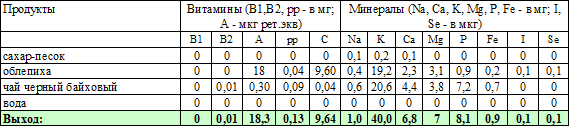 Продукты Витамины (В1,В2, рр - в мг; А - мкг рет.экв) Минералы (Na, Ca, K, Mg, P, Fe - в мг; I, Se - в мкг)
В1 В2 А рр С Na K Ca Mg P Fe I Se
сахар-песок 0 0 0 0 0 0,1 0,2 0,1 0 0 0 0 0
облепиха 0 0 18 0,04 9,60 0,4 19,2 2,3 3,1 0,9 0,2 0,1 0,1
чай черный байховый 0 0,01 0,30 0,09 0,04 0,6 20,6 4,4 3,8 7,2 0,7 0 0
вода 0 0 0 0 0 0 0 0 0 0 0 0 0
Выход: 0 0,01 18,3 0,13 9,64 1,0 40,0 6,8 7 8,1 0,9 0,1 0,1